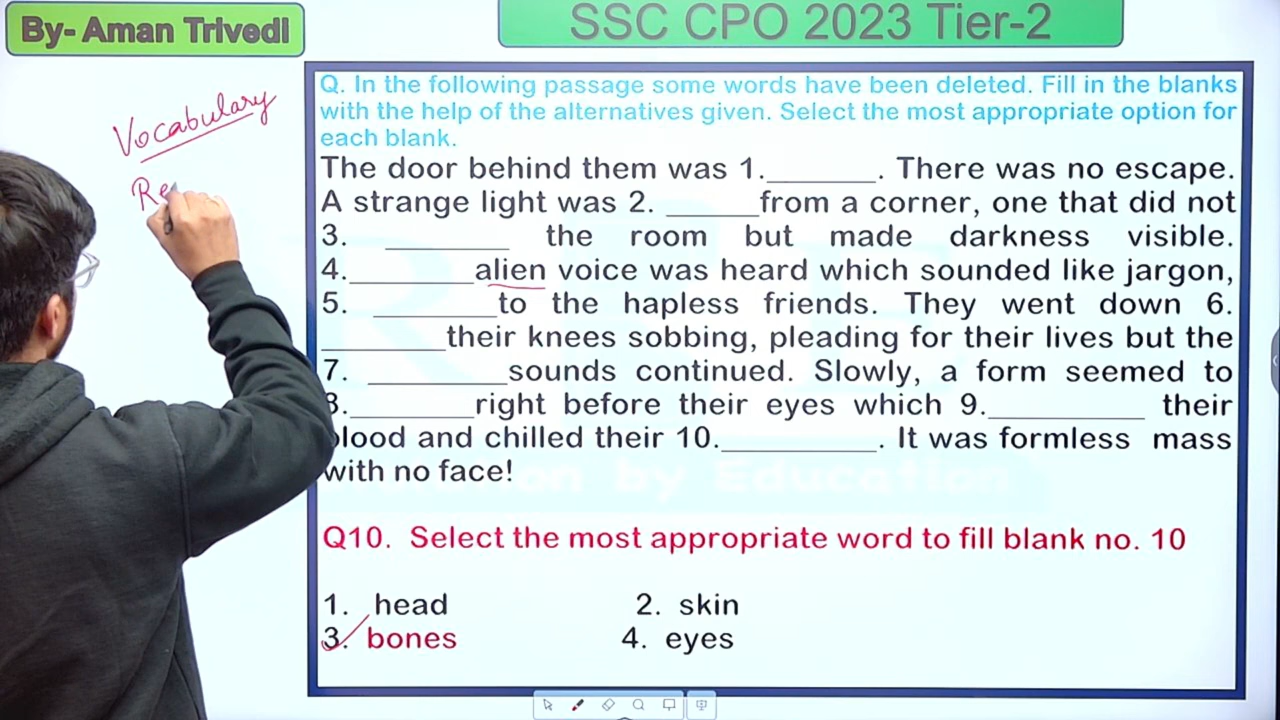 By- Aman Trivedi
SSC CPO 2023 Tier-2
Vocabulary
Re
Q. In the following passage some words have been deleted. Fill in the blanks
with the help of the alternatives given. Select the most appropriate option for
each blank.
The door behind them was 1._______. There was no escape.
A strange light was 2. ______from a corner, one that did not
3. ________ the room but made darkness visible.
4.________alien voice was heard which sounded like jargon,
5. ________to the hapless friends. They went down 6.
________their knees sobbing, pleading for their lives but the
7. _________sounds continued. Slowly, a form seemed to
8.________right before their eyes which 9.__________ their
blood and chilled their 10.__________. It was formless mass
with no face!
by Education
Q10. Select the most appropriate word to fill blank no. 10
1. head 2. skin
3. bones 4. eyes